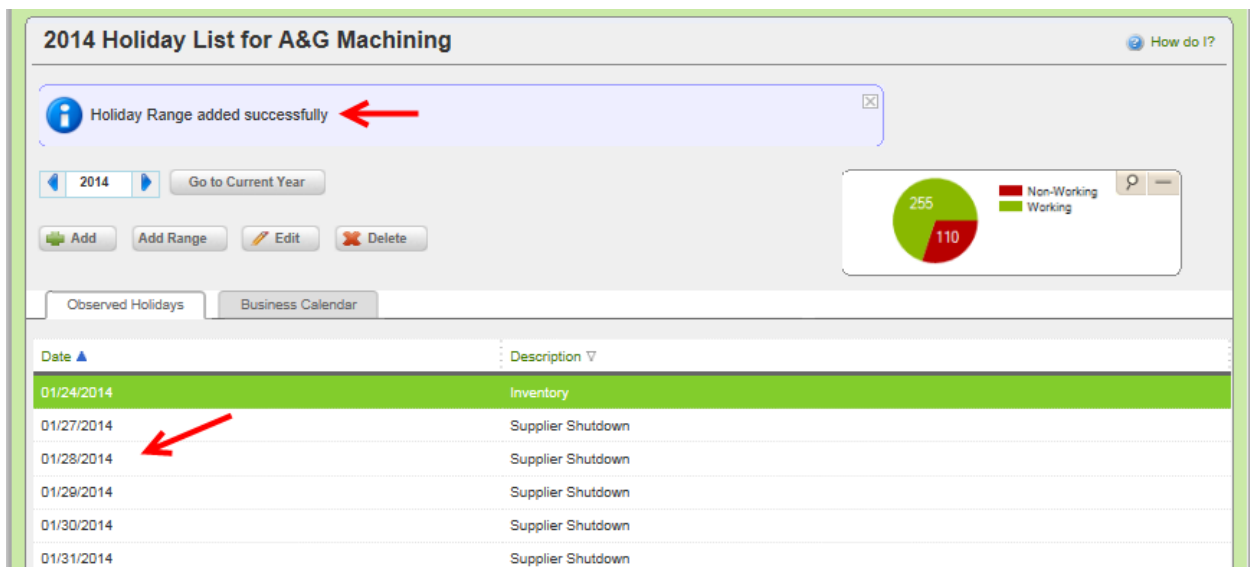 2014 Holiday List for A&G Machining
How do I?
Holiday Range added successfully
2014 Go to Current Year
Non-Working
Working
255
110
Add Add Range Edit Delete
Observed Holidays Business Calendar
Date Description
01/24/2014 Inventory
01/27/2014 Supplier Shutdown
01/28/2014 Supplier Shutdown
01/29/2014 Supplier Shutdown
01/30/2014 Supplier Shutdown
01/31/2014 Supplier Shutdown